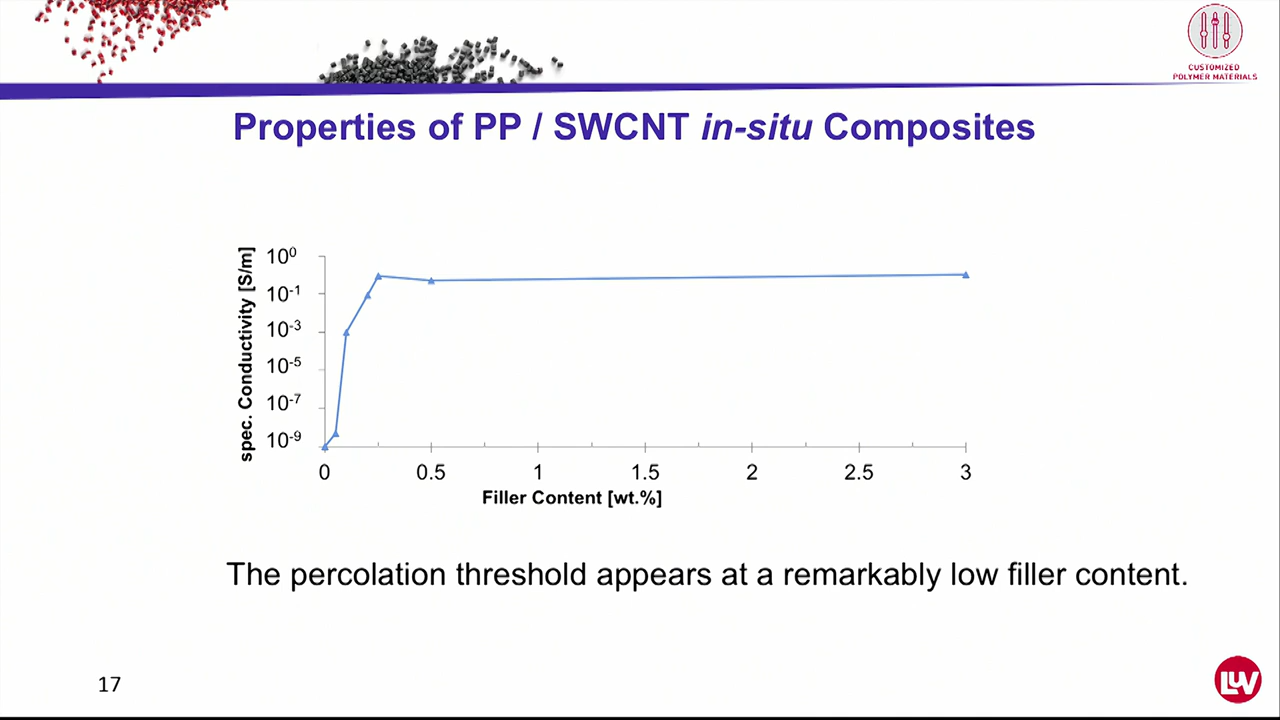 CUSTOMIZED
POLYMER MATERIALS
Properties of PP / SWCNT in-situ Composites
spec. Conductivity [S/m]
10⁰
10⁻¹
10⁻³
10⁻⁵
10⁻⁷
10⁻⁹
0 0.5 1 1.5 2 2.5 3
Filler Content [wt.%]
The percolation threshold appears at a remarkably low filler content.
17
LUV